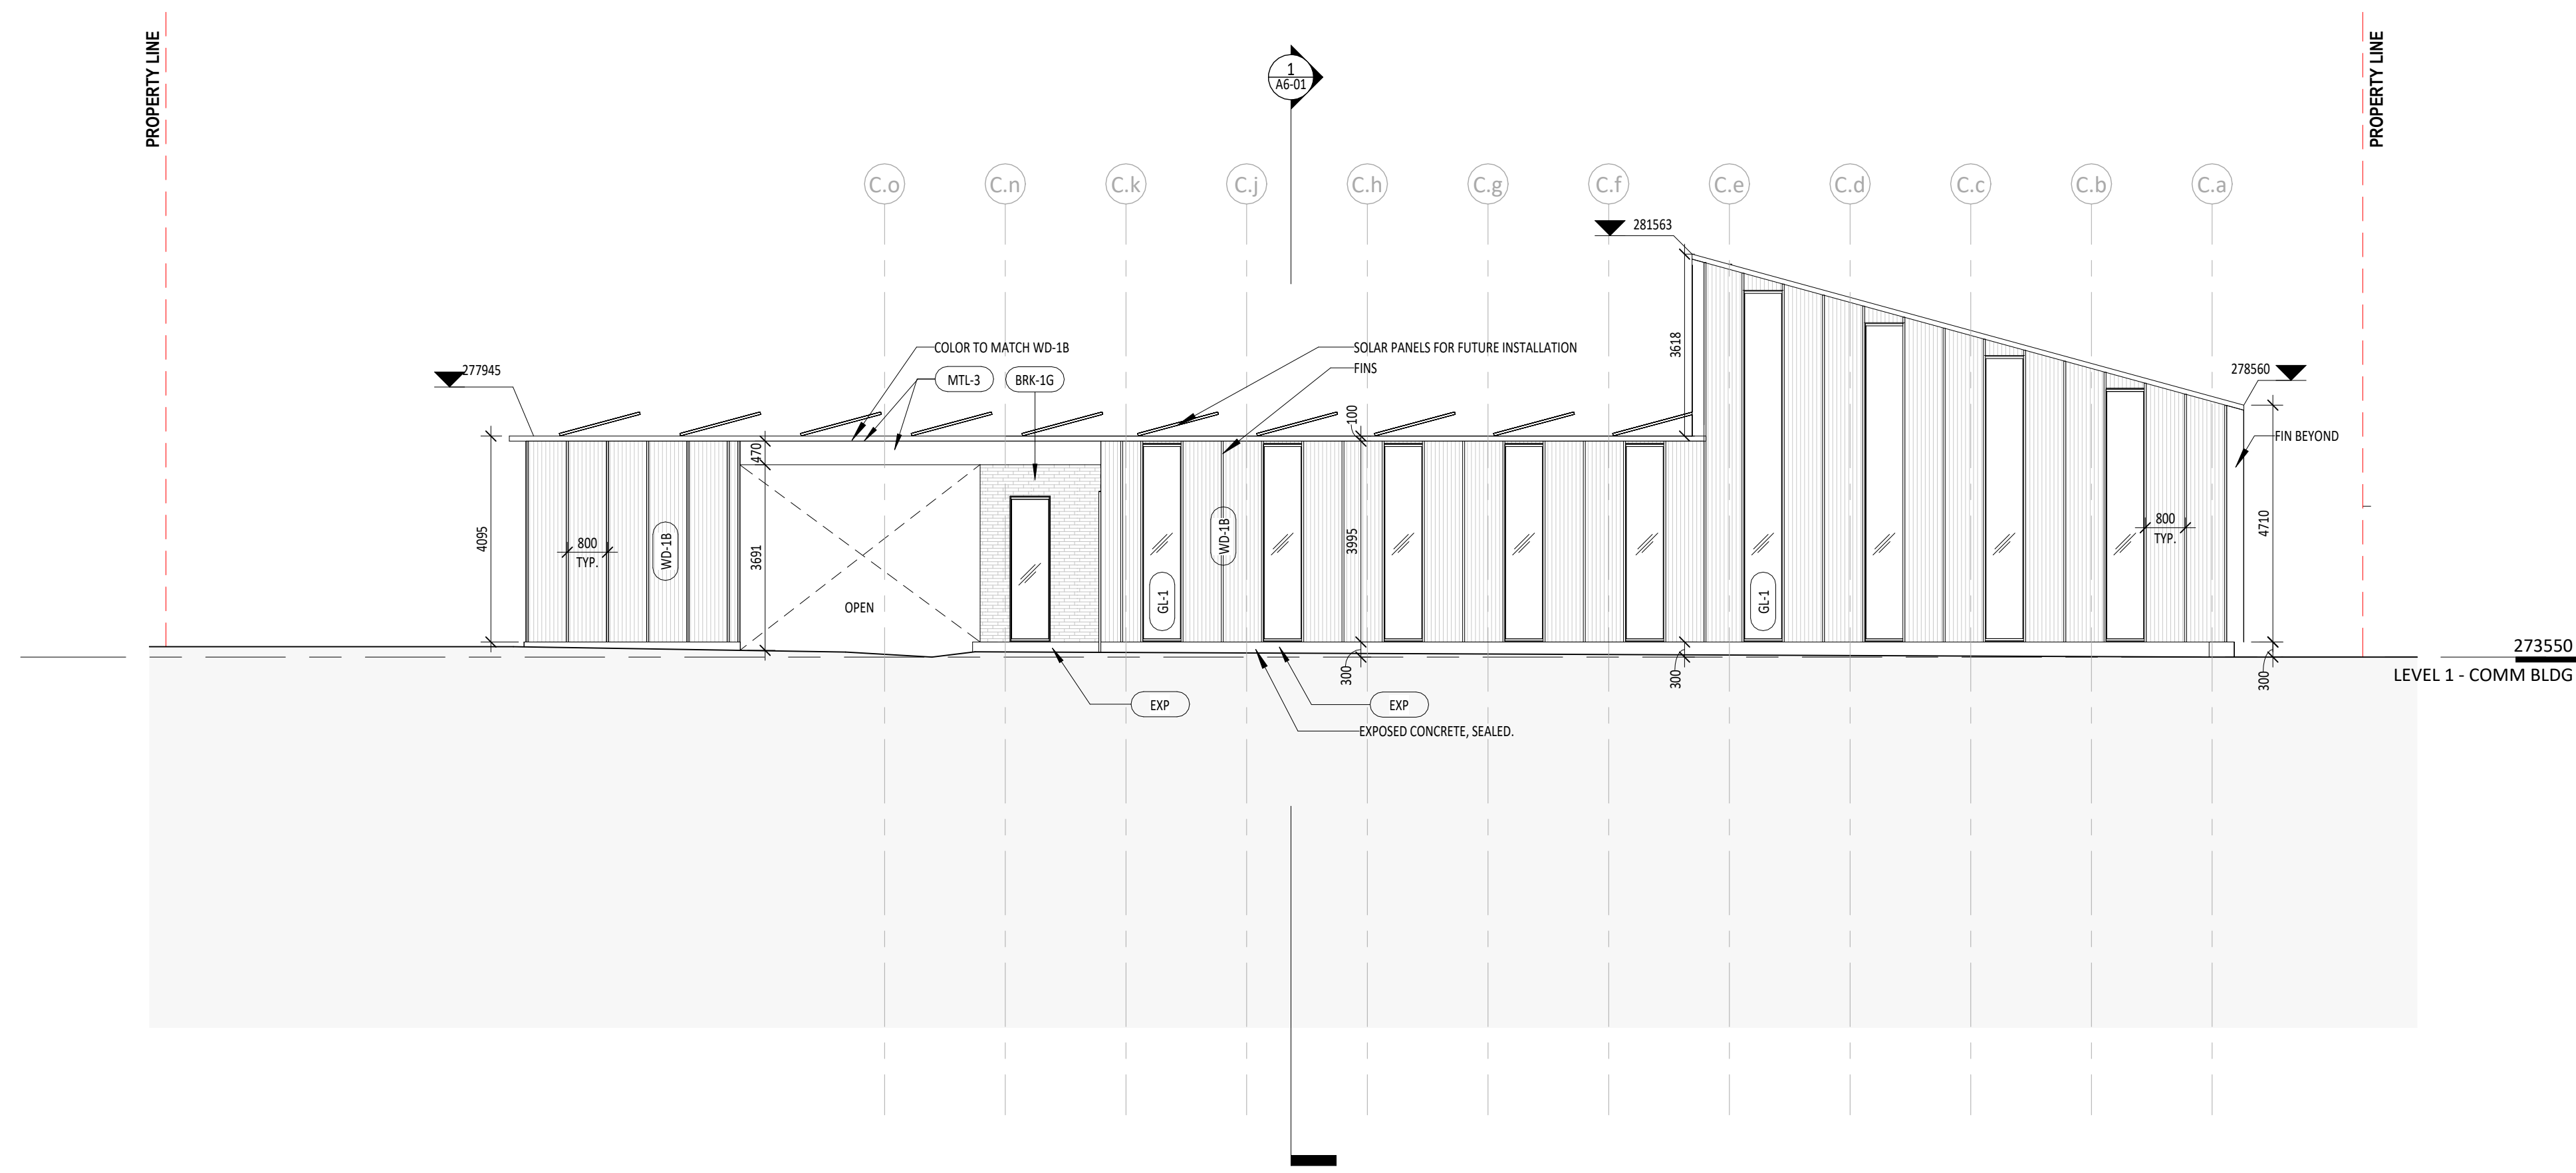 PROPERTY LINE
PROPERTY LINE
1
A6-01
C.o
C.n
C.k
C.j
C.h
C.g
C.f
C.e
C.d
C.c
C.b
C.a
281563
COLOR TO MATCH WD-1B
SOLAR PANELS FOR FUTURE INSTALLATION
3618
277945
MTL-3
BRK-1G
FINS
278560
100
470
FIN BEYOND
4095
800
TYP.
WD-1B
3691
WD-1B
3995
800
TYP.
4710
OPEN
GL-1
GL-1
273550
LEVEL 1 - COMM BLDG
300
300
300
EXP
EXP
EXPOSED CONCRETE, SEALED.